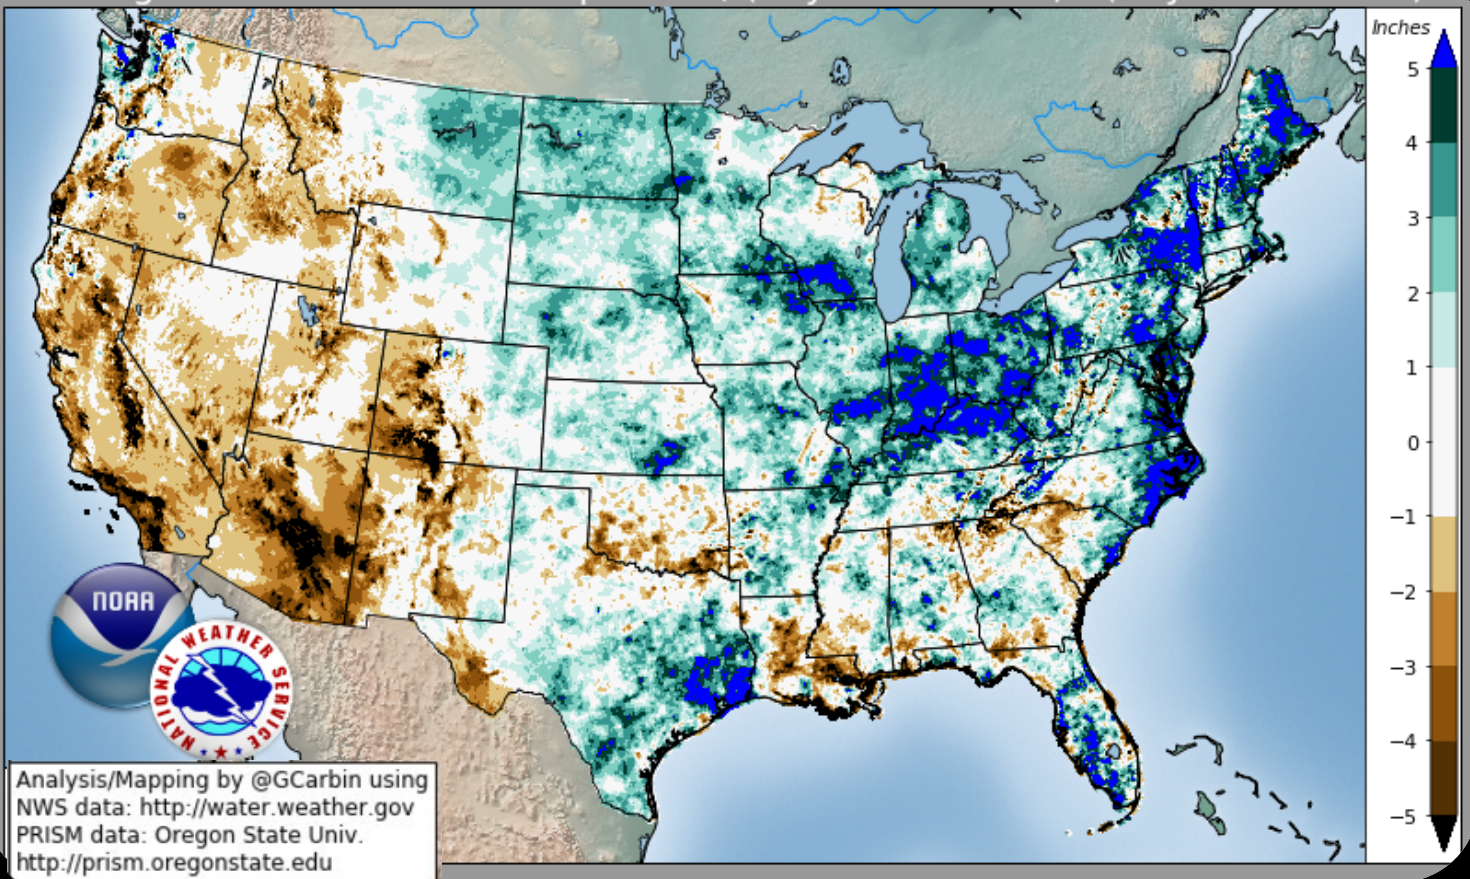 Inches
5
4
3
2
1
0
−1
−2
−3
−4
−5
NOAA
NATIONAL WEATHER SERVICE
Analysis/Mapping by @GCarbin using
NWS data: http://water.weather.gov
PRISM data: Oregon State Univ.
http://prism.oregonstate.edu